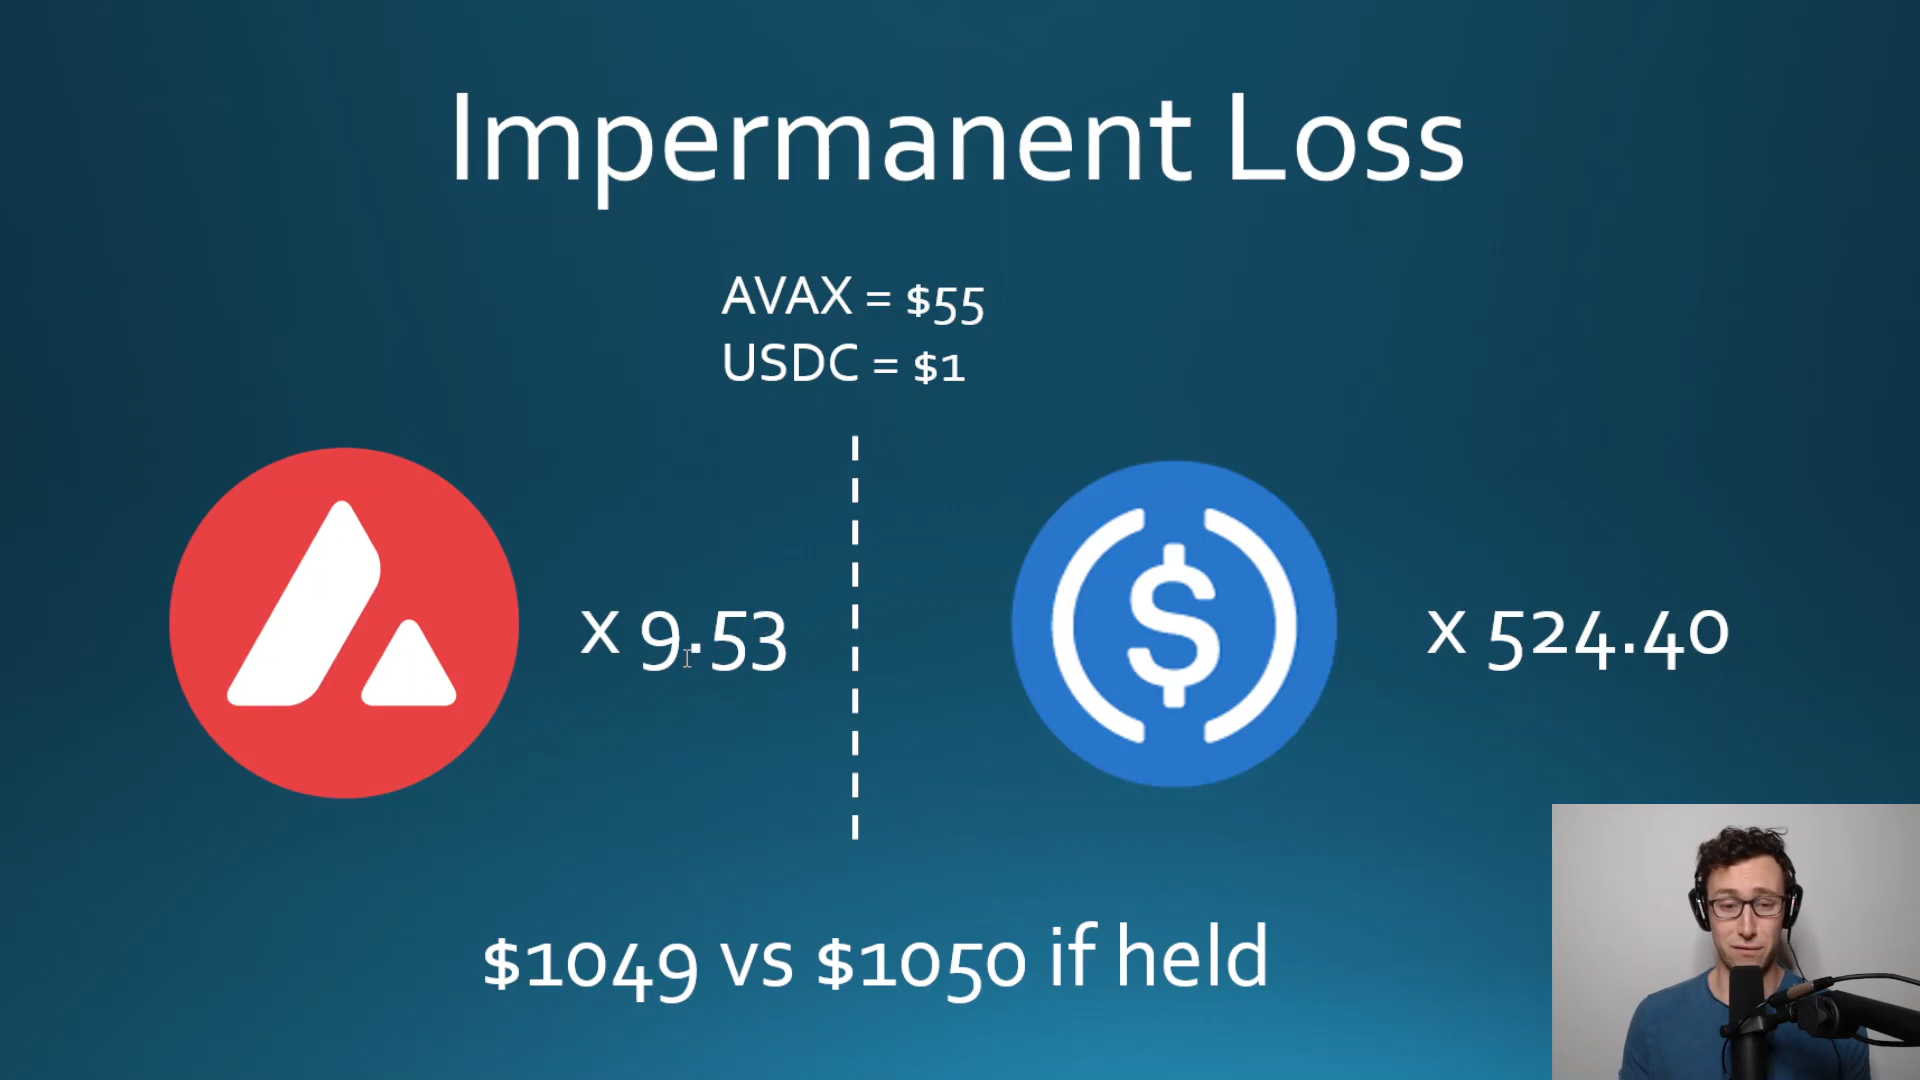 Impermanent Loss
AVAX = $55
USDC = $1
x 9.53
$
x 524.40
$1049 vs $1050 if held